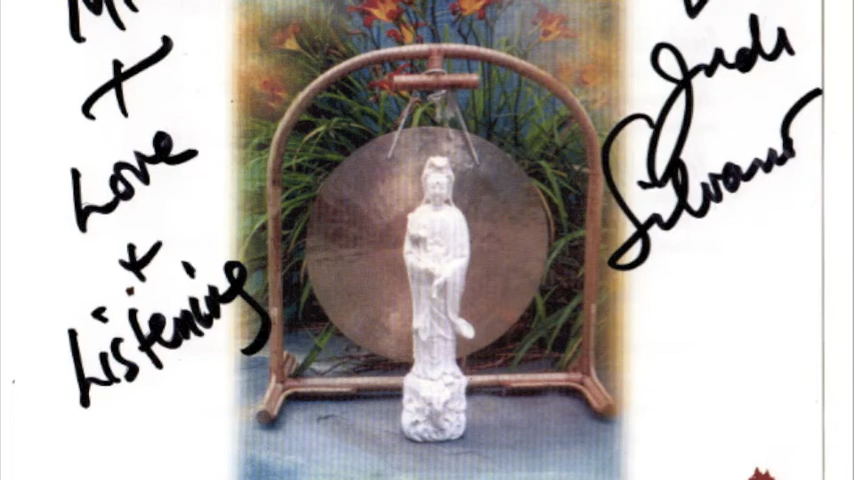 +
Love
+
Listening
Judi
Silvano